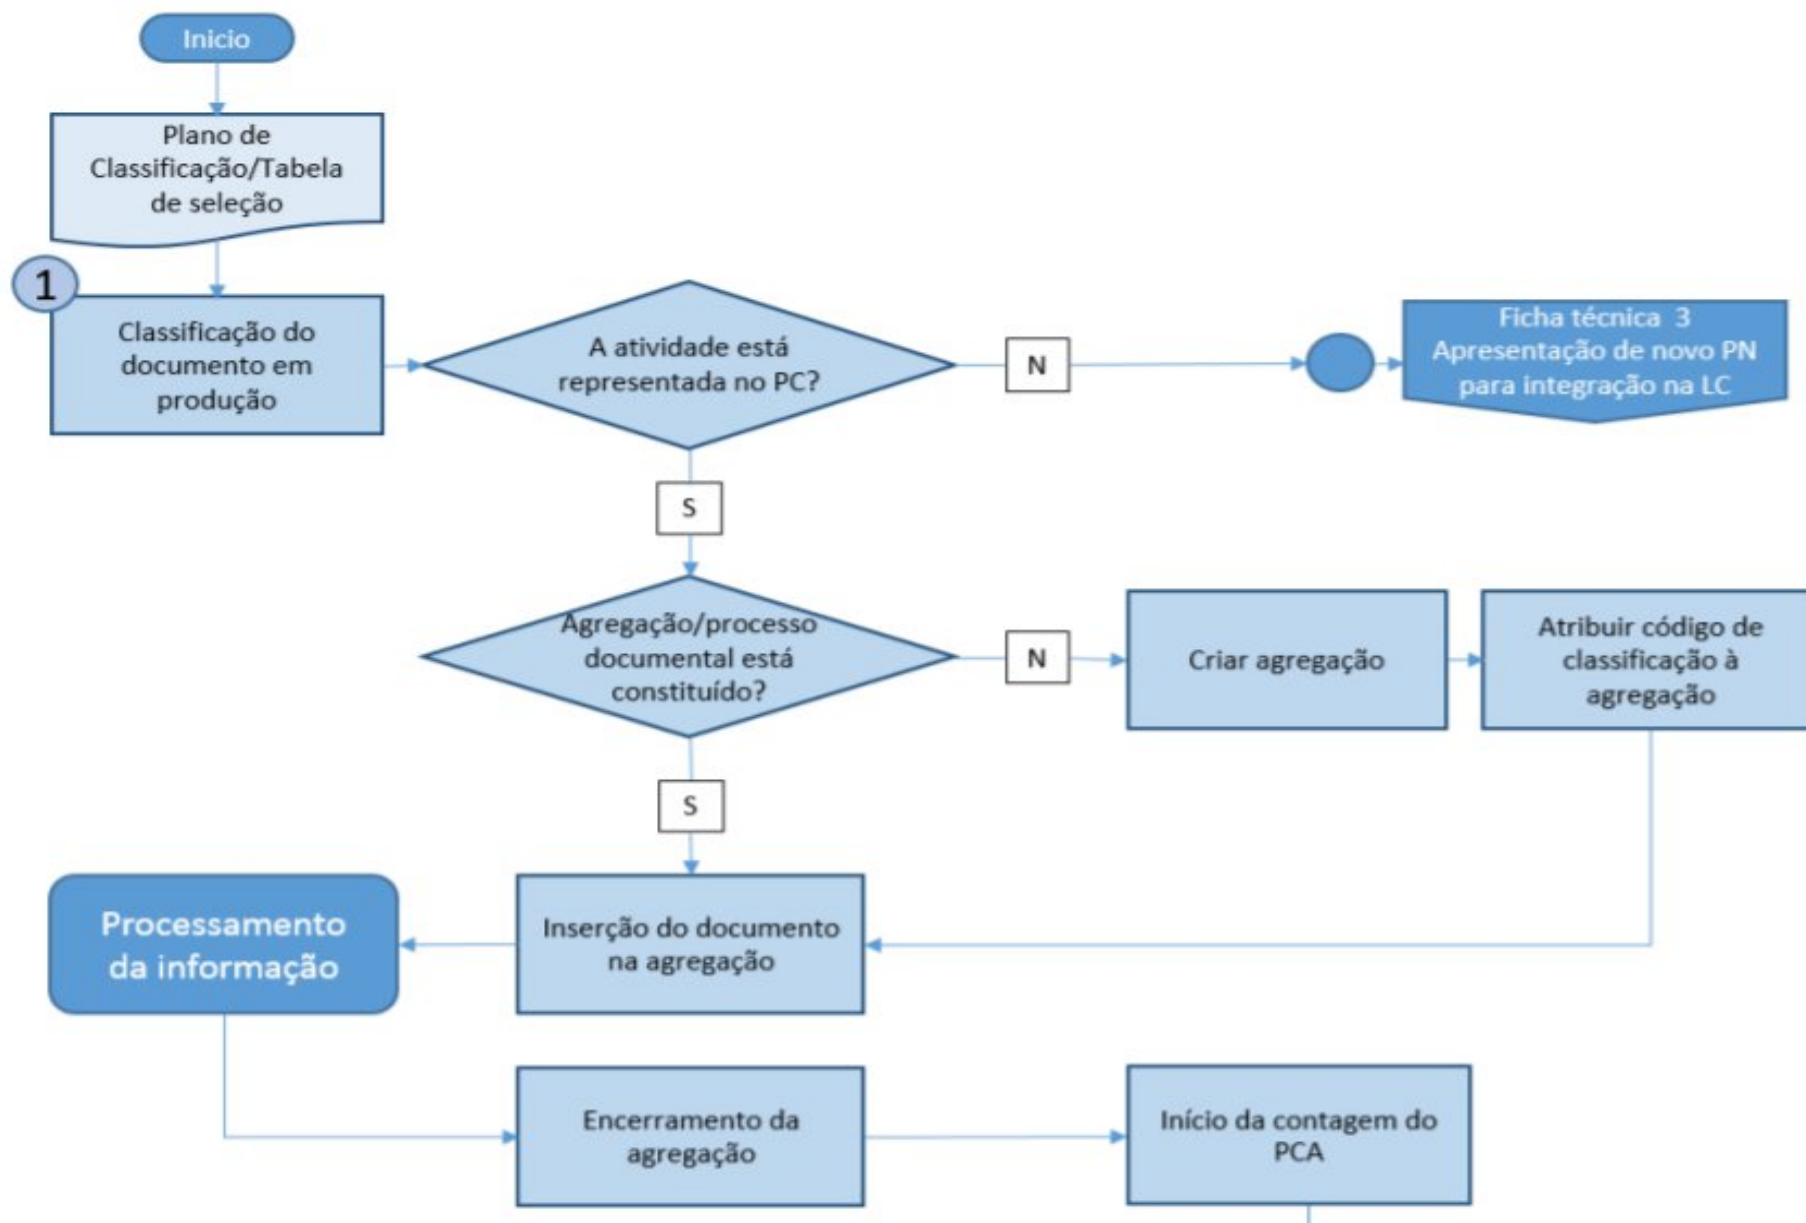 Inicio
Plano de
Classificação/Tabela
de seleção
1
Classificação do
documento em
produção
A atividade está
representada no PC?
N
Ficha técnica 3
Apresentação de novo PN
para integração na LC
S
Agregação/processo
documental está
constituído?
N
Criar agregação
Atribuir código de
classificação à
agregação
S
Inserção do documento
na agregação
Processamento
da informação
Encerramento da
agregação
Início da contagem do
PCA